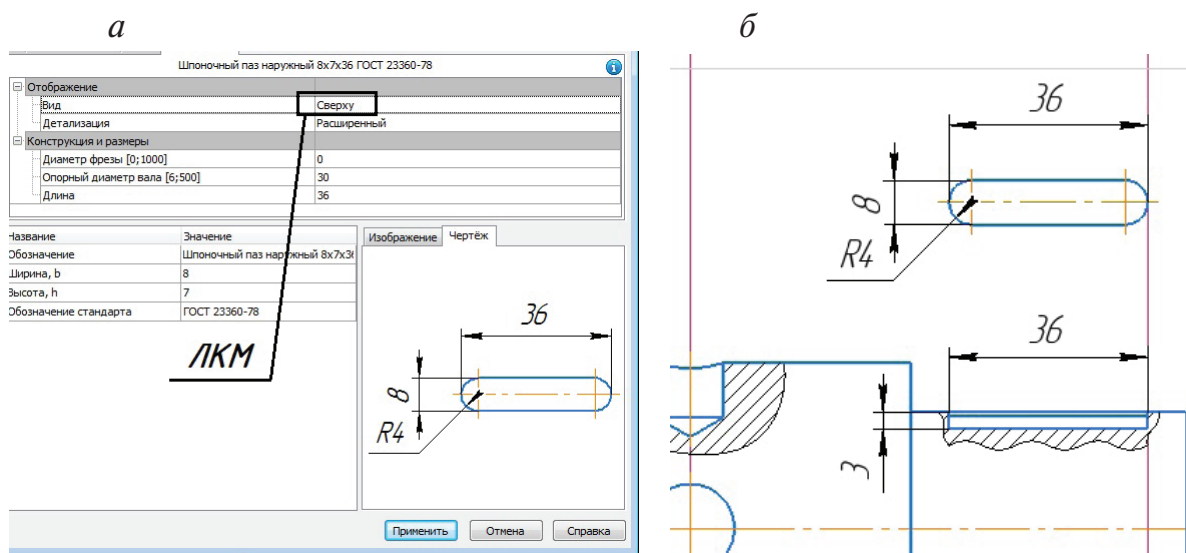 а
б
Шпоночный паз наружный 8х7х36 ГОСТ 23360-78
Отображение
Вид Сверху
Детализация Расширенный
Конструкция и размеры
Диаметр фрезы [0;1000] 0
Опорный диаметр вала [6;500] 30
Длина 36
Название Значение
Обозначение Шпоночный паз наружный 8х7х36
Ширина, b 8
Высота, h 7
Обозначение стандарта ГОСТ 23360-78
ЛКМ
Изображение Чертёж
36
8
R4
Применить Отмена Справка
36
8
R4
36
3